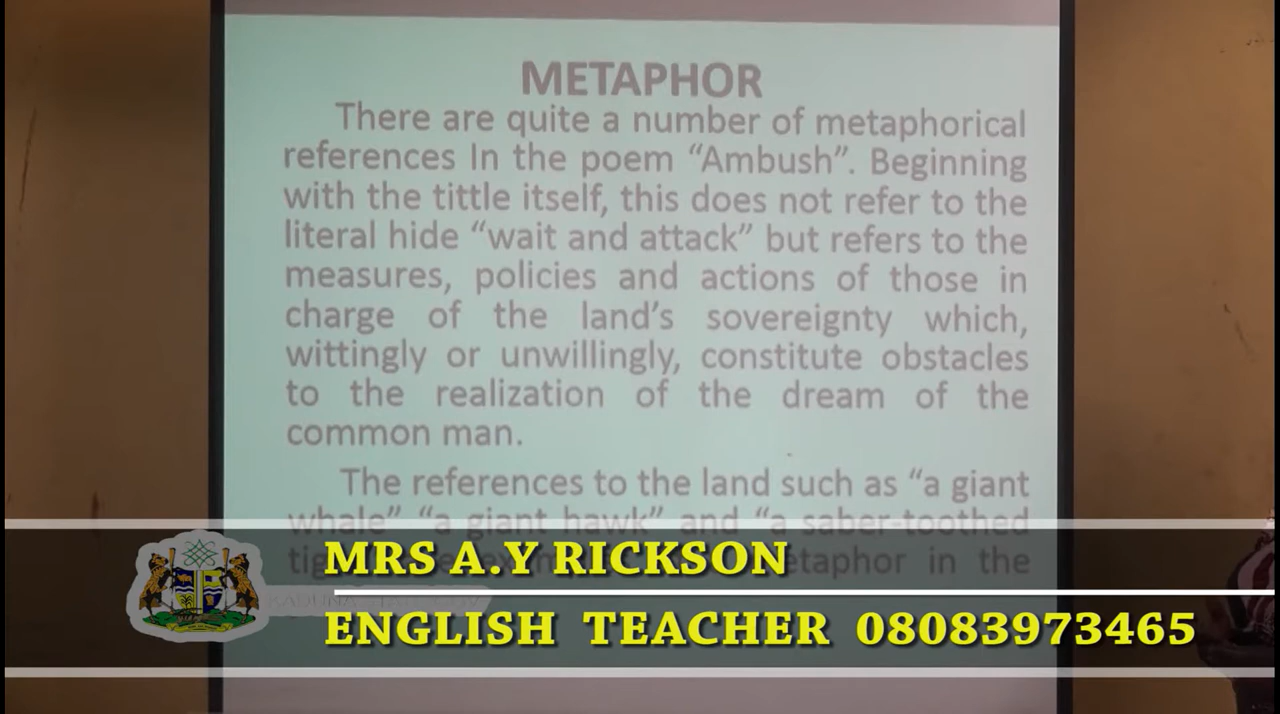 METAPHOR
There are quite a number of metaphorical
references In the poem “Ambush”. Beginning
with the tittle itself, this does not refer to the
literal hide “wait and attack” but refers to the
measures, policies and actions of those in
charge of the land’s sovereignty which,
wittingly or unwillingly, constitute obstacles
to the realization of the dream of the
common man.
The references to the land such as “a giant
whale” “a giant hawk” and “a saber-toothed
metaphor in the
MRS A.Y RICKSON
ENGLISH TEACHER 08083973465